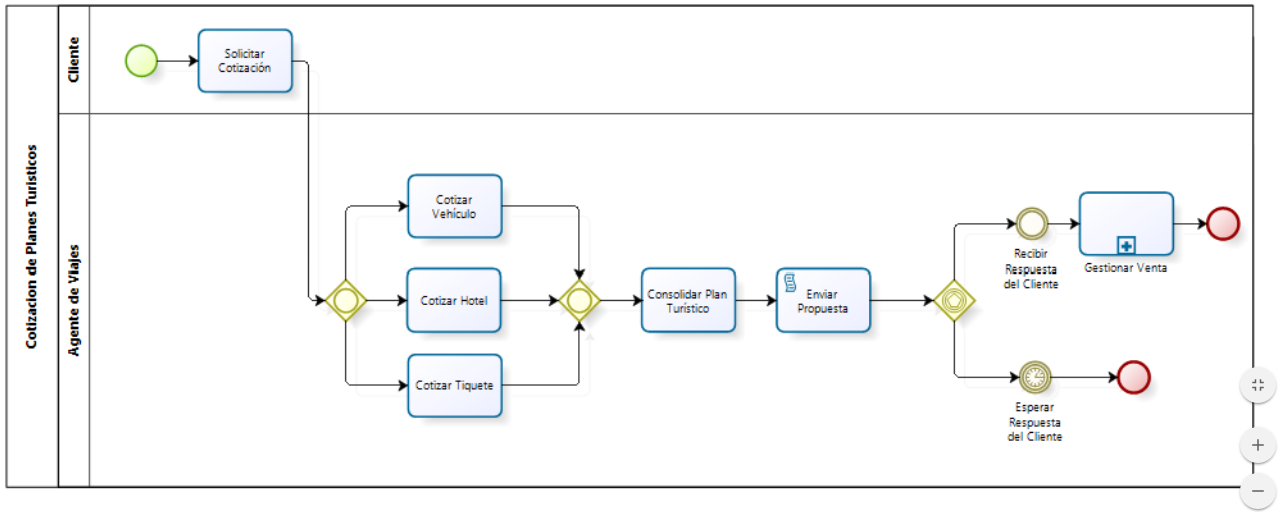 Cotizacion de Planes Turisticos
Cliente
Agente de Viajes
Solicitar
Cotización
Cotizar
Vehículo
Cotizar Hotel
Cotizar Tiquete
Consolidar Plan
Turístico
Enviar
Propuesta
Recibir
Respuesta
del Cliente
Gestionar Venta
Esperar
Respuesta
del Cliente